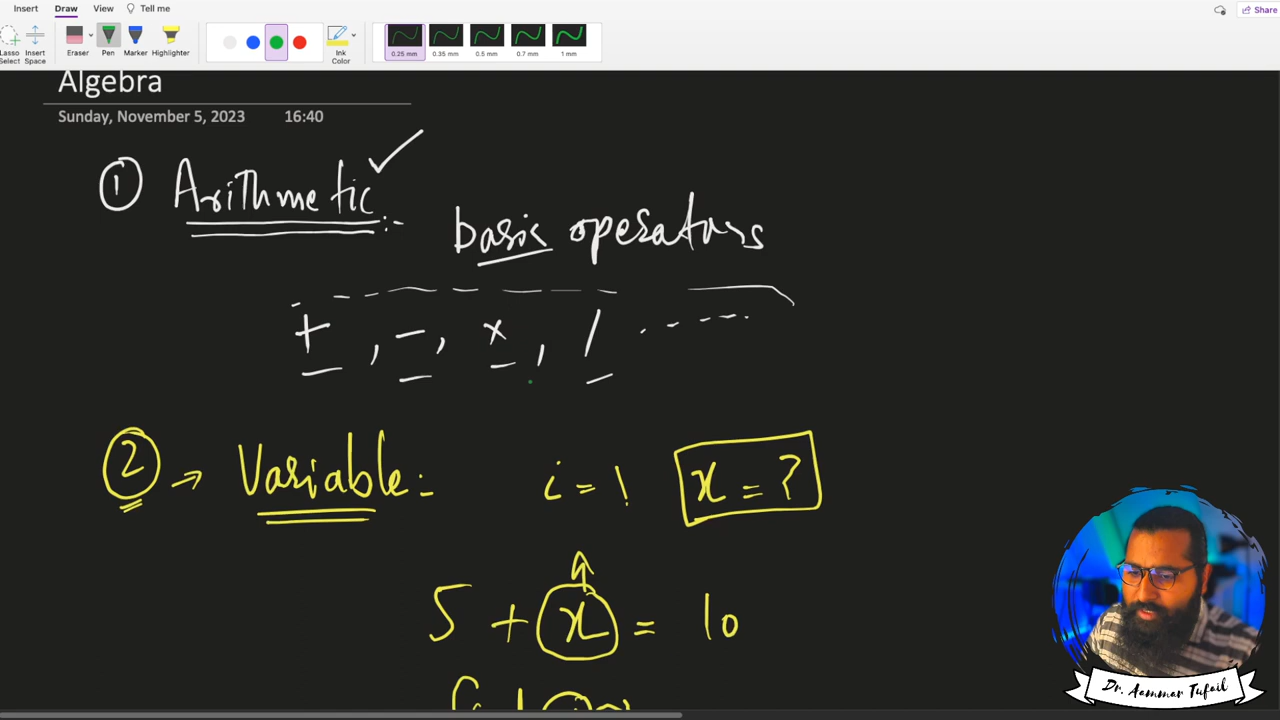 Insert Draw View Tell me
Share
Lasso Select
Insert Space
Eraser
Pen
Marker
Highlighter
Ink Color
0.25 mm
0.35 mm
0.5 mm
0.7 mm
1 mm
Algebra
Sunday, November 5, 2023 16:40
① Arithmetic :-
basic operators
+ , - , × , / ......
② → Variable :- i = 1 x = ?
5 + x = 10
Dr. Aammar Tufail